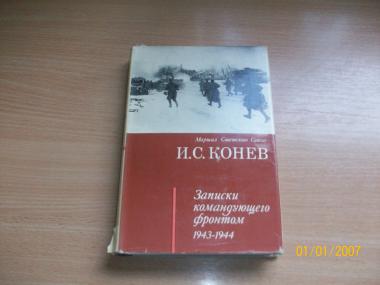 Маршал Советского Союза
И.С. КОНЕВ
Записки
командующего
фронтом
1943-1944
01/01/2007